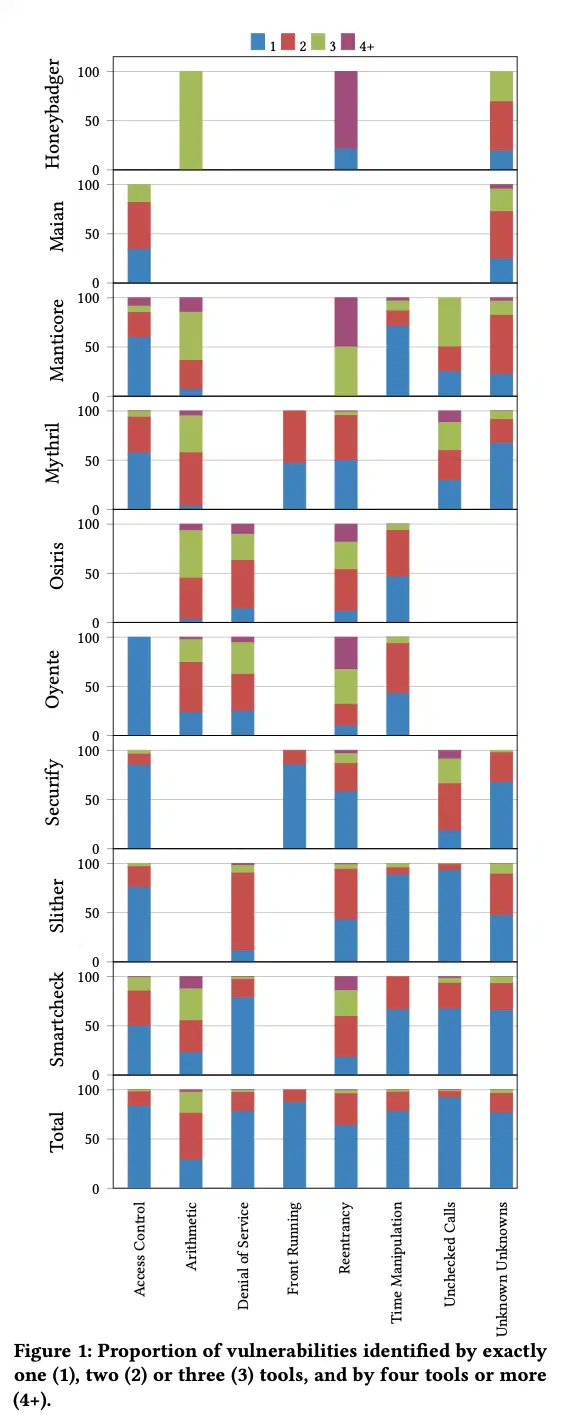 1 2 3 4+
Honeybadger
100
50
0
Maian
100
50
0
Manticore
100
50
0
Mythril
100
50
0
Osiris
100
50
0
Oyente
100
50
0
Securify
100
50
0
Slither
100
50
0
Smartcheck
100
50
0
Total
100
50
0
Access Control
Arithmetic
Denial of Service
Front Running
Reentrancy
Time Manipulation
Unchecked Calls
Unknown Unknowns
Figure 1: Proportion of vulnerabilities identified by exactly
one (1), two (2) or three (3) tools, and by four tools or more
(4+).